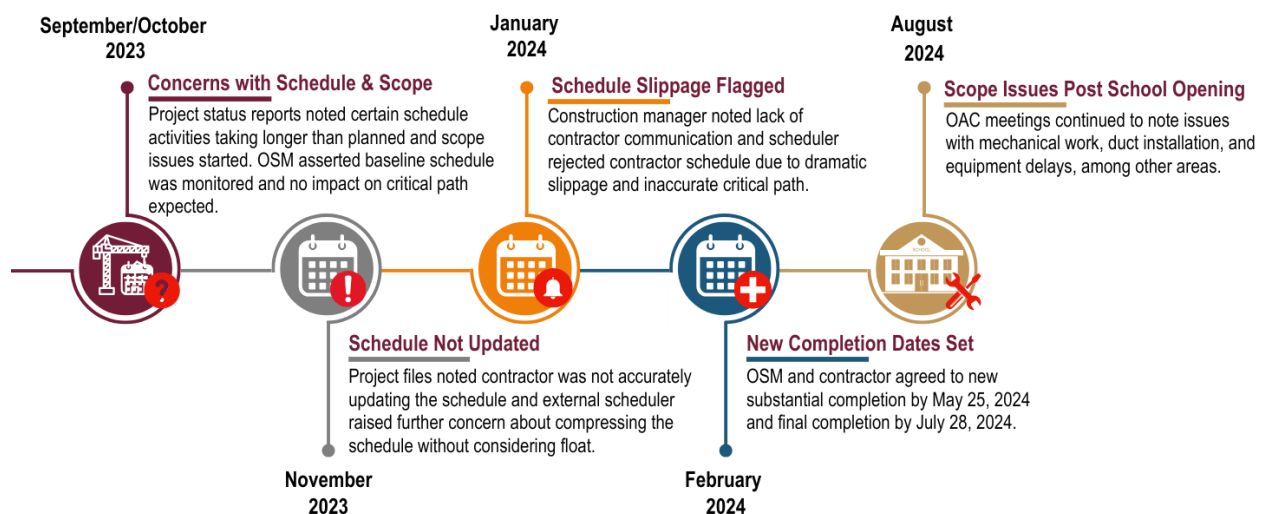 September/October
2023
Concerns with Schedule & Scope
Project status reports noted certain schedule
activities taking longer than planned and scope
issues started. OSM asserted baseline schedule
was monitored and no impact on critical path
expected.
?
!
Schedule Not Updated
Project files noted contractor was not accurately
updating the schedule and external scheduler
raised further concern about compressing the
schedule without considering float.
November
2023
January
2024
Schedule Slippage Flagged
Construction manager noted lack of
contractor communication and scheduler
rejected contractor schedule due to dramatic
slippage and inaccurate critical path.
New Completion Dates Set
OSM and contractor agreed to new
substantial completion by May 25, 2024
and final completion by July 28, 2024.
February
2024
August
2024
Scope Issues Post School Opening
OAC meetings continued to note issues
with mechanical work, duct installation, and
equipment delays, among other areas.
SCHOOL